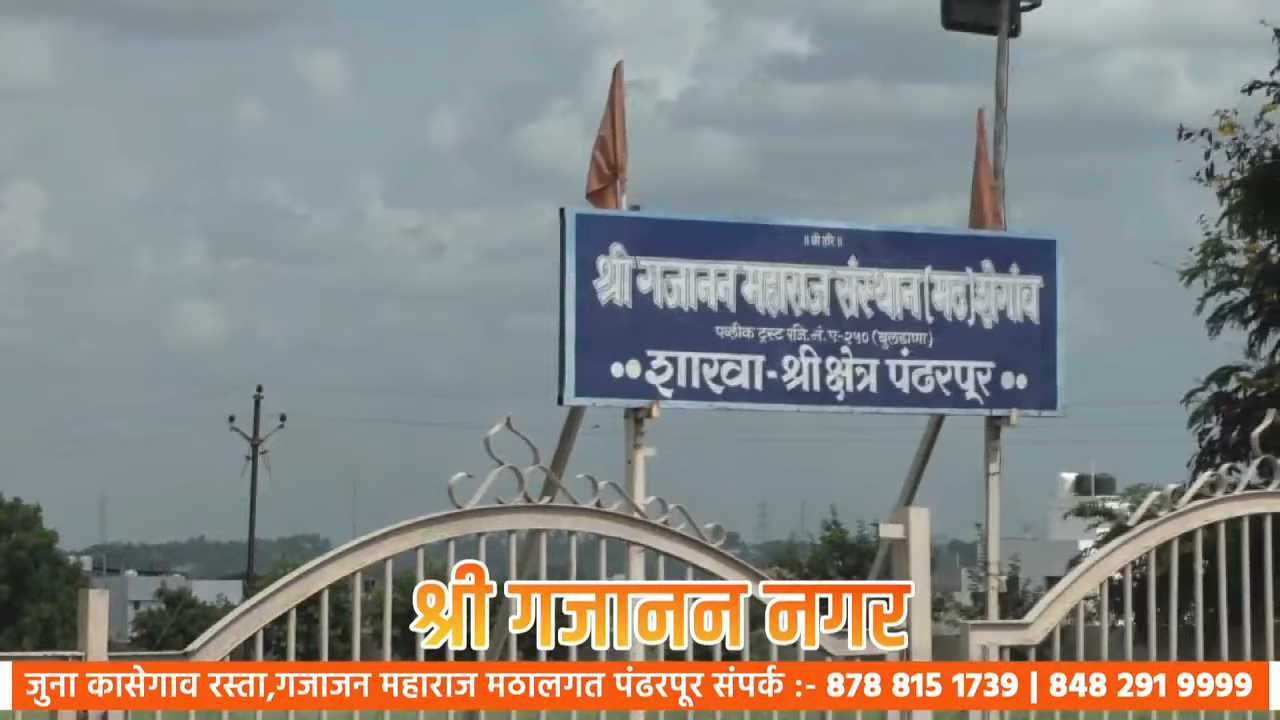 ॥ श्री हरि ॥
श्री गजानन महाराज संस्थान (मठ) शेगांव
पब्लीक ट्रस्ट रजि. नं. ए-२५० (बुलढाणा)
शाखा-श्री क्षेत्र पंढरपूर
श्री गजानन नगर
जुना कासेगाव रस्ता,गजाजन महाराज मठालगत पंढरपूर संपर्क :- 878 815 1739 | 848 291 9999